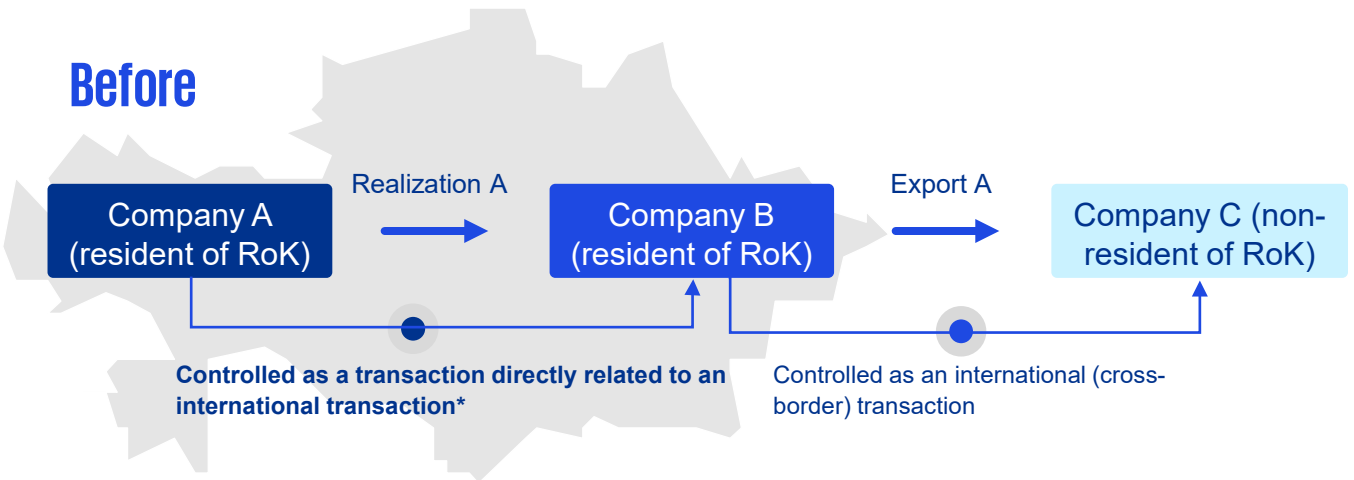 Before
Realization A
Export A
Company A
(resident of RoK)
Company B
(resident of RoK)
Company C (non-
resident of RoK)
Controlled as a transaction directly related to an
international transaction*
Controlled as an international (cross-
border) transaction